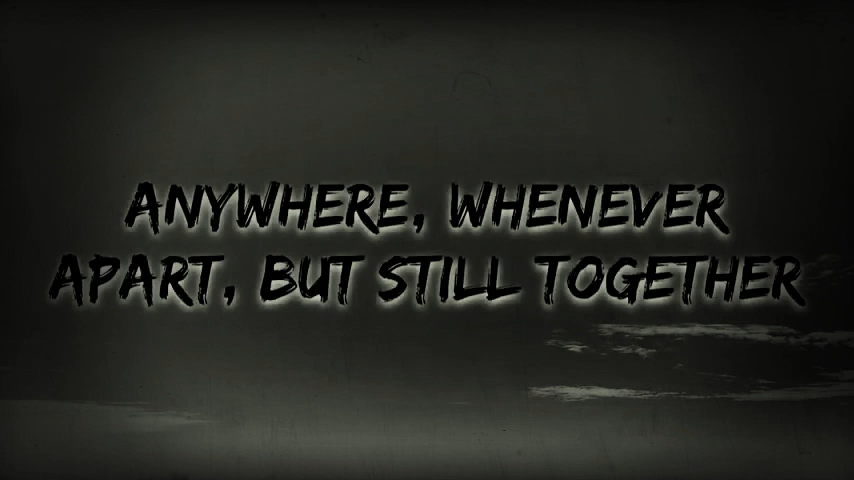 ANYWHERE, WHENEVER
APART, BUT STILL TOGETHER